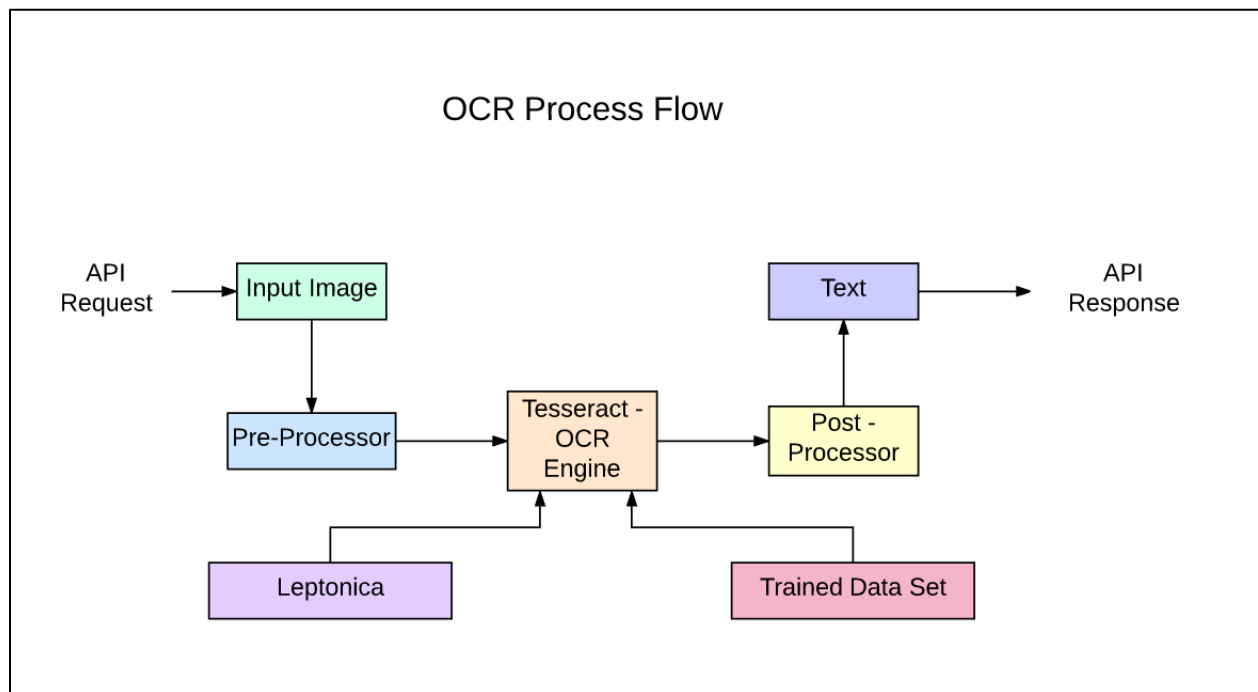 OCR Process Flow
API
Request
Input Image
Text
API
Response
Pre-Processor
Tesseract -
OCR
Engine
Post -
Processor
Leptonica
Trained Data Set